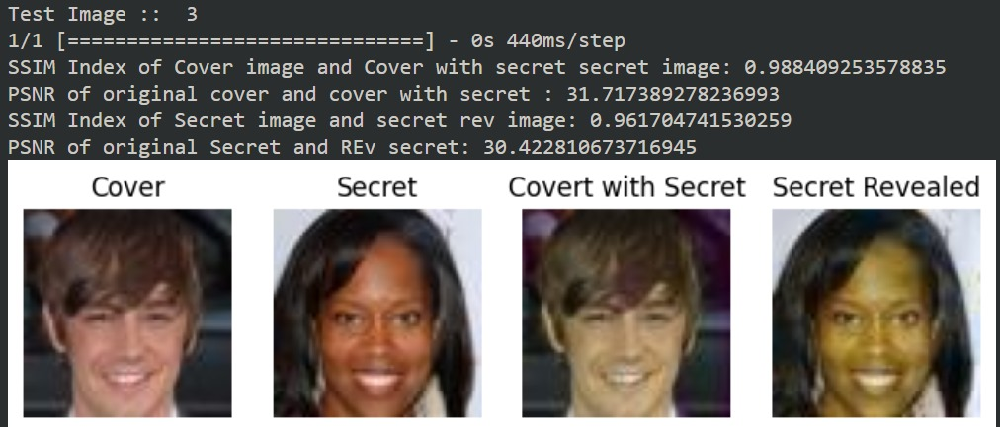 Test Image ::  3
1/1 [==============================] - 0s 440ms/step
SSIM Index of Cover image and Cover with secret secret image: 0.988409253578835
PSNR of original cover and cover with secret : 31.717389278236993
SSIM Index of Secret image and secret rev image: 0.961704741530259
PSNR of original Secret and REv secret: 30.422810673716945
Cover Secret Covert with Secret Secret Revealed